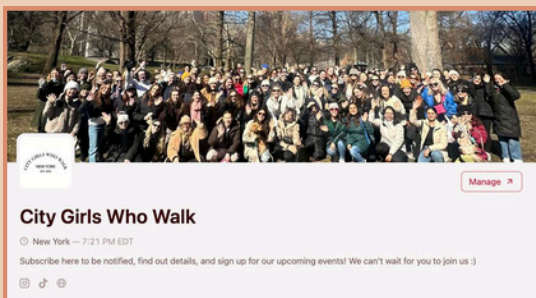 CITY GIRLS WHO WALK
NEW YORK
Manage
City Girls Who Walk
New York — 7:21 PM EDT
Subscribe here to be notified, find out details, and sign up for our upcoming events! We can't wait for you to join us :)